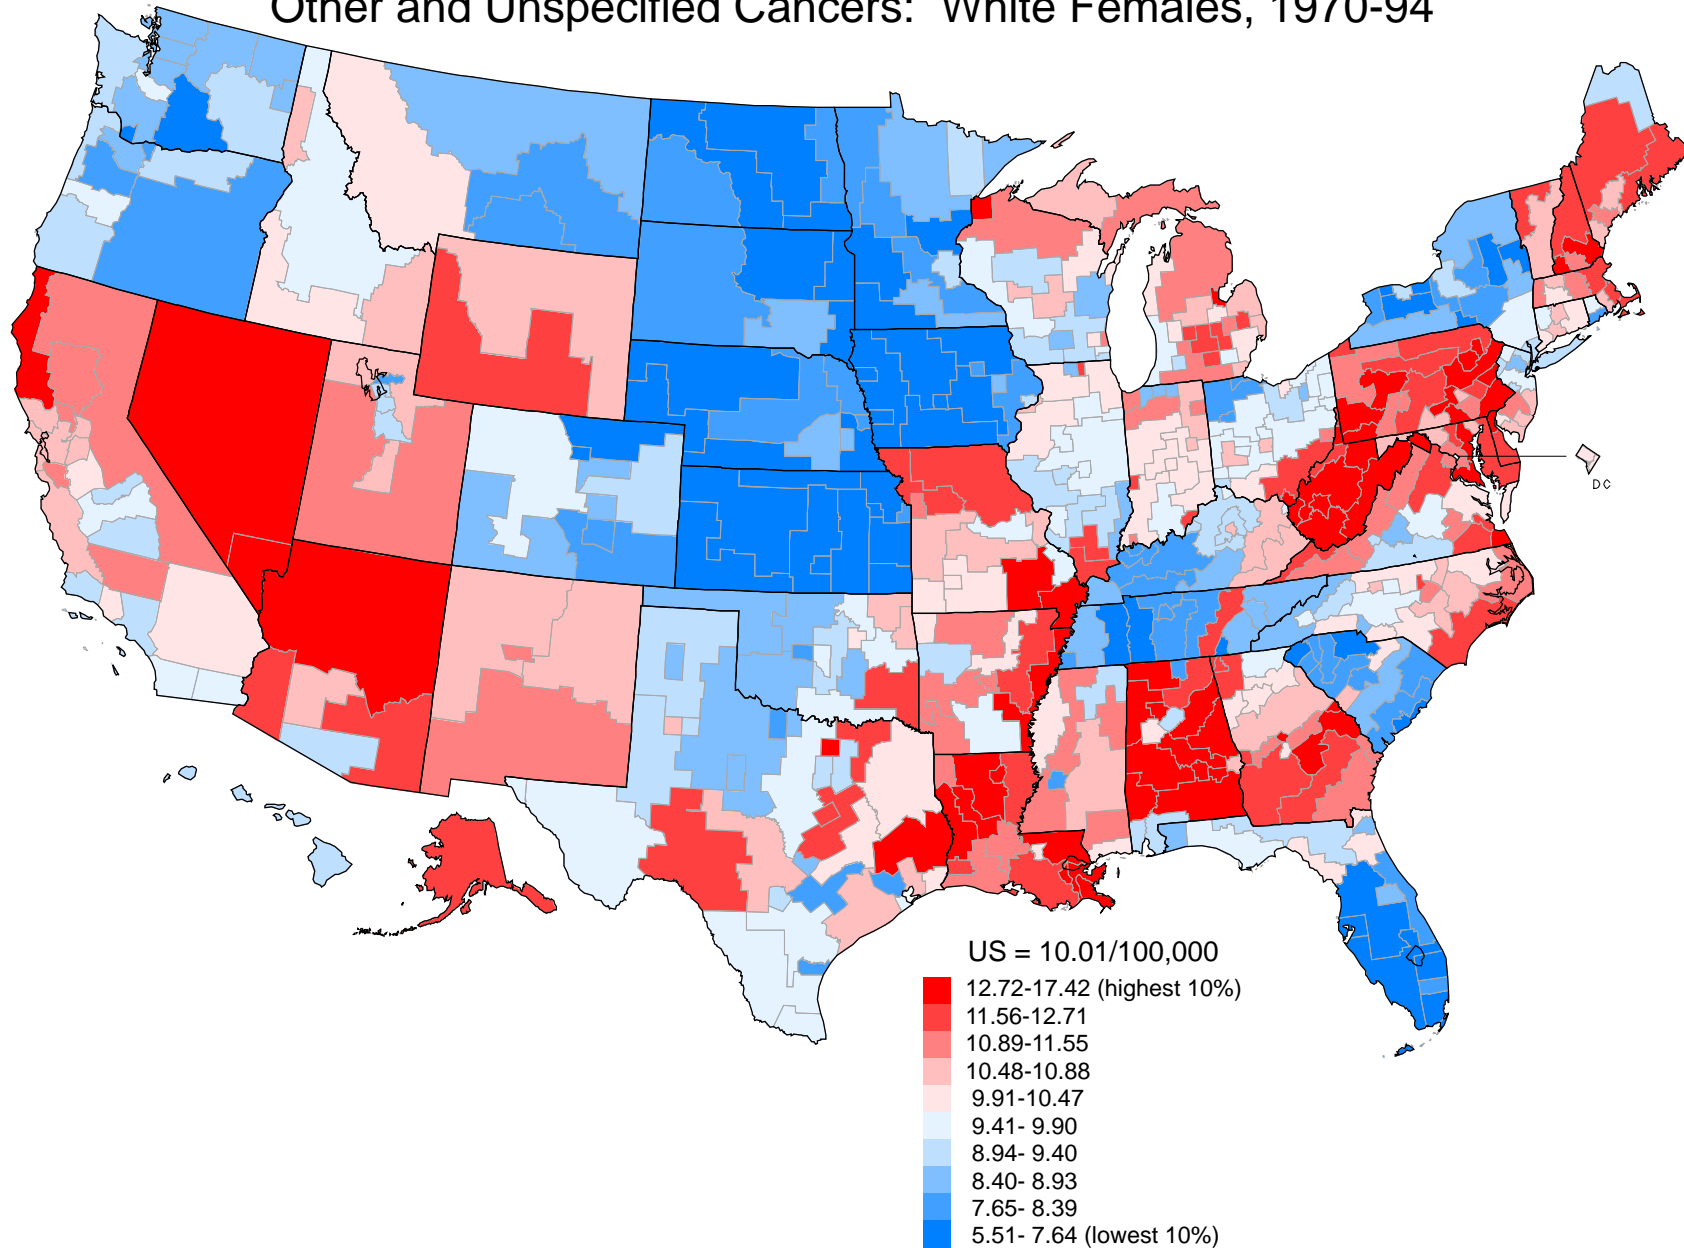 Other and Unspecified Cancers: White Females, 1970-94
DC
US = 10.01/100,000
12.72-17.42 (highest 10%)
11.56-12.71
10.89-11.55
10.48-10.88
9.91-10.47
9.41- 9.90
8.94- 9.40
8.40- 8.93
7.65- 8.39
5.51- 7.64 (lowest 10%)